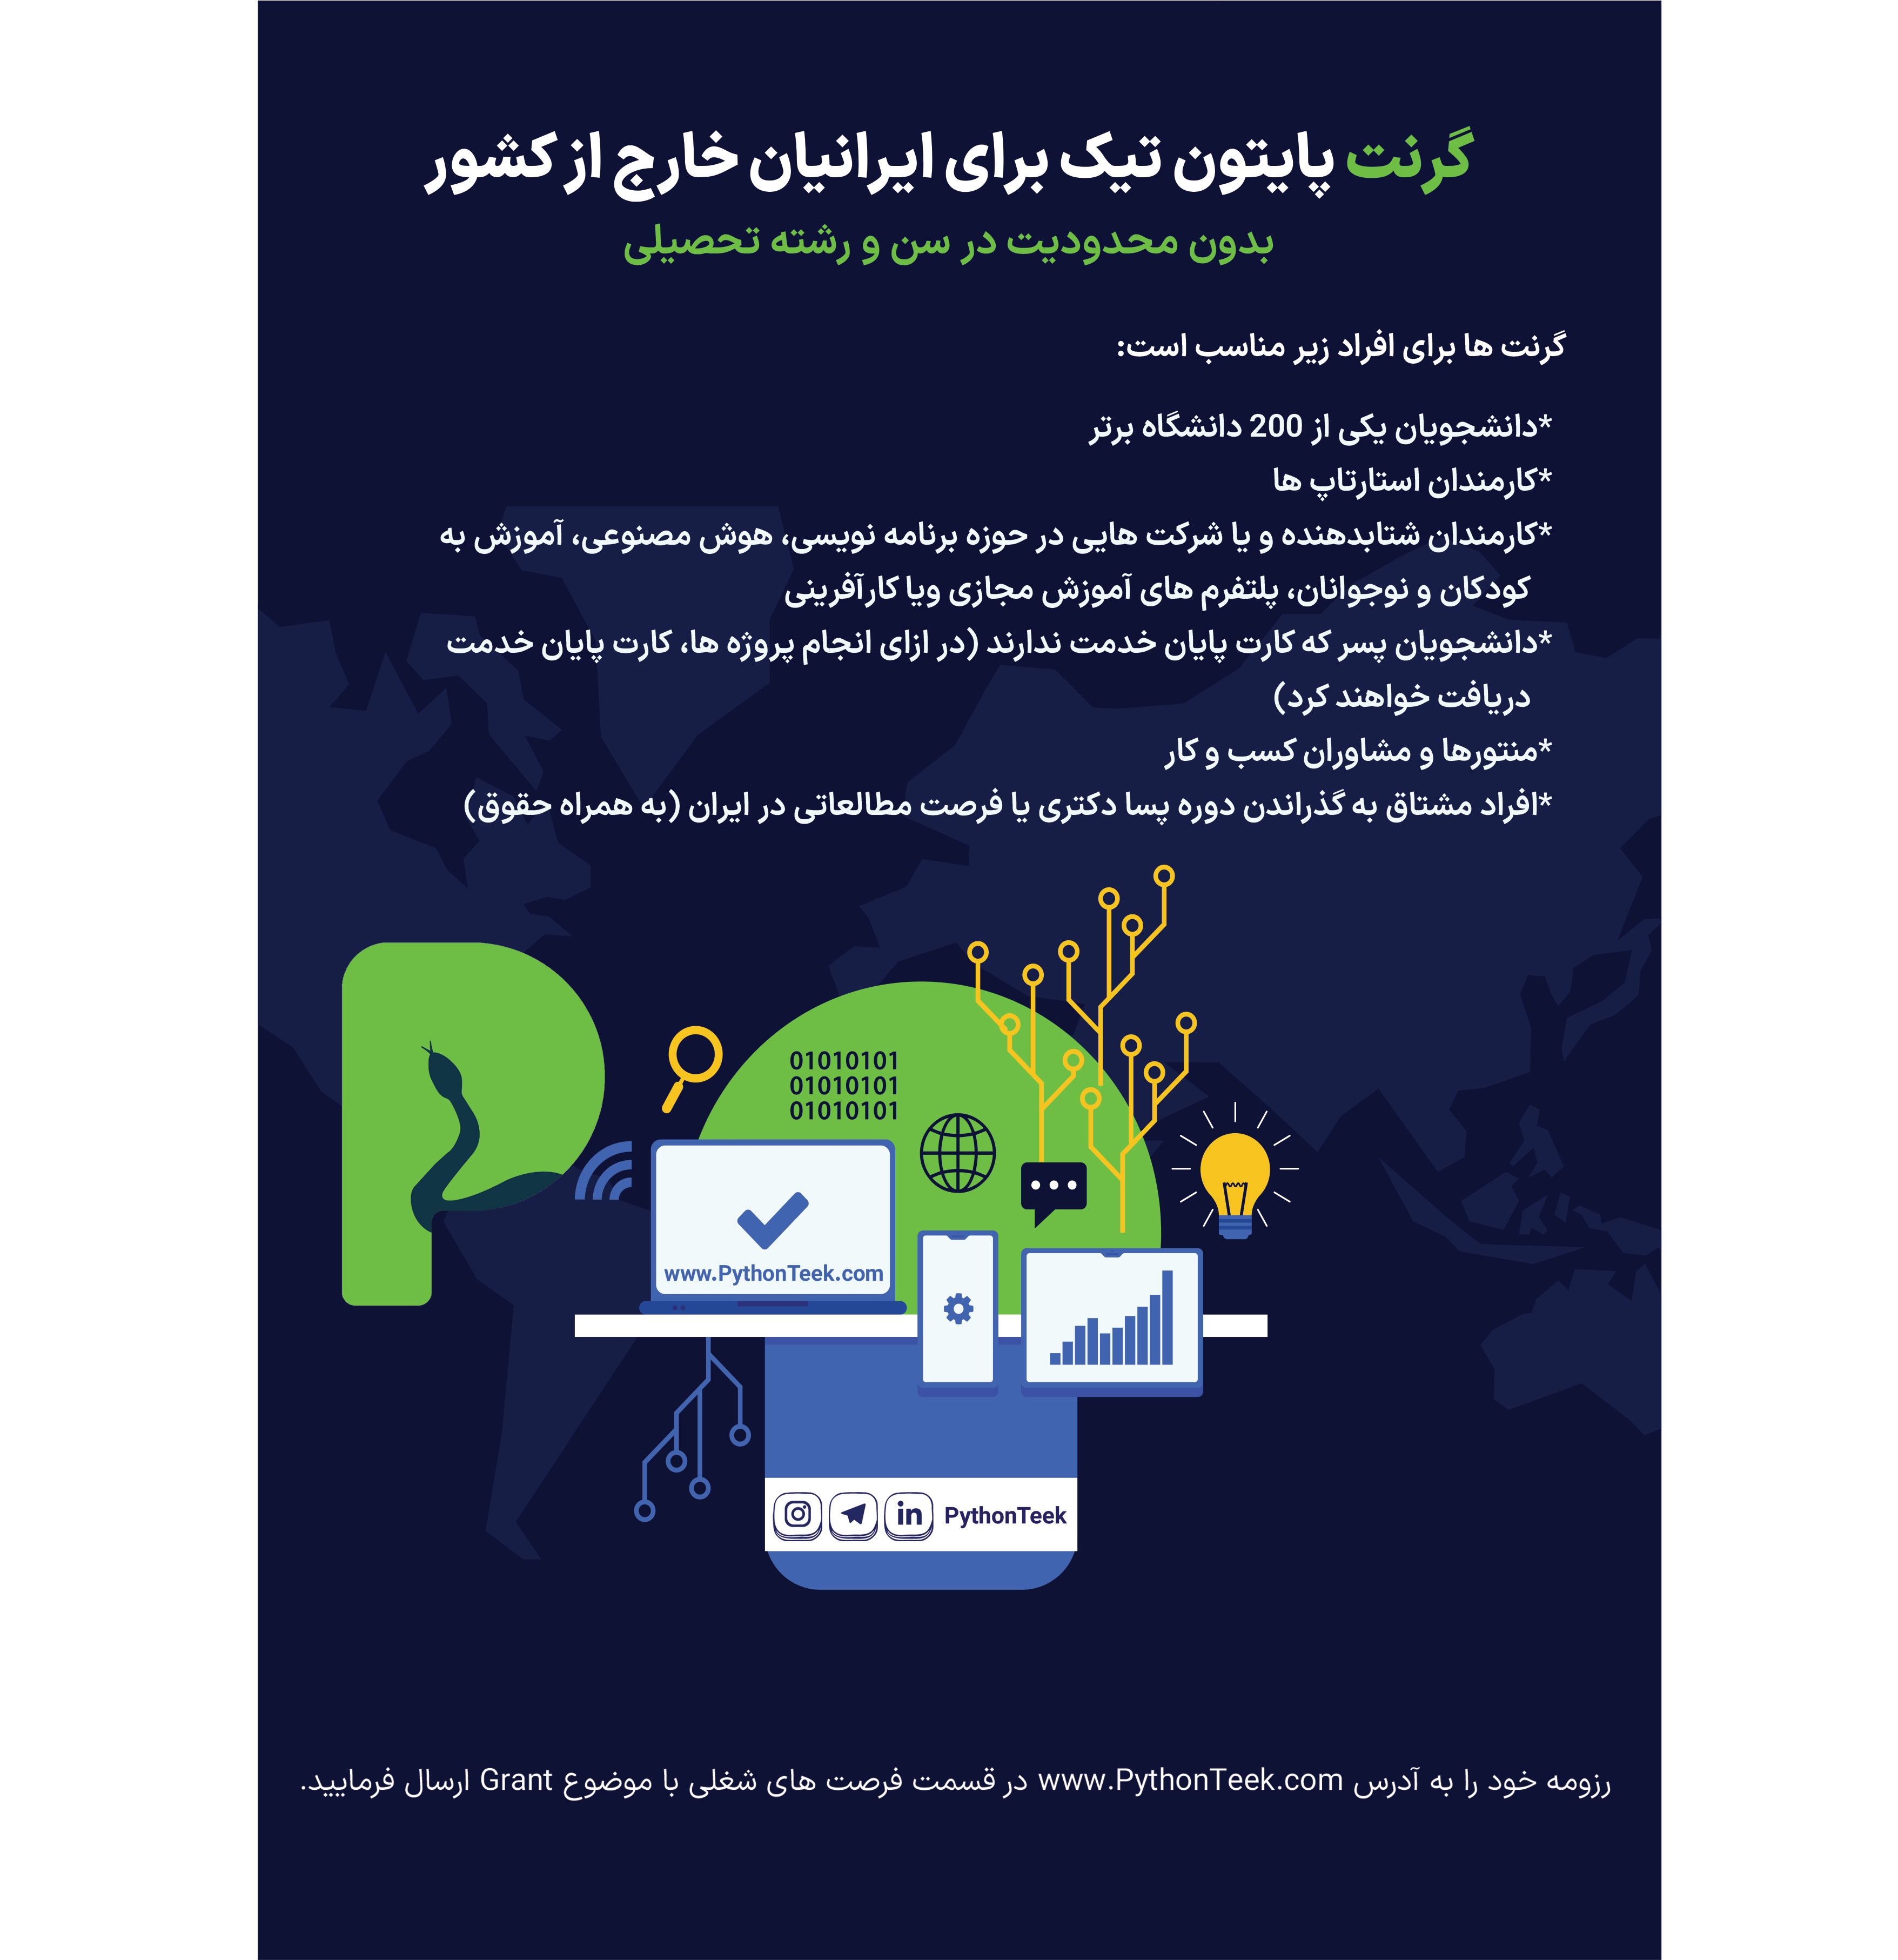 گرنت پایتون تیک برای ایرانیان خارج از کشور
بدون محدودیت در سن و رشته تحصیلی
گرنت ها برای افراد زیر مناسب است:
*دانشجویان یکی از 200 دانشگاه برتر
*کارمندان استارتاپ ها
*کارمندان شتابدهنده و یا شرکت هایی در حوزه برنامه نویسی، هوش مصنوعی، آموزش به
کودکان و نوجوانان، پلتفرم های آموزش مجازی ویا کارآفرینی
*دانشجویان پسر که کارت پایان خدمت ندارند (در ازای انجام پروژه ها، کارت پایان خدمت
دریافت خواهند کرد)
*منتورها و مشاوران کسب و کار
*افراد مشتاق به گذراندن دوره پسا دکتری یا فرصت مطالعاتی در ایران (به همراه حقوق)
01010101
01010101
01010101
www.PythonTeek.com
in PythonTeek
رزومه خود را به آدرس www.PythonTeek.com در قسمت فرصت های شغلی با موضوع Grant ارسال فرمایید.